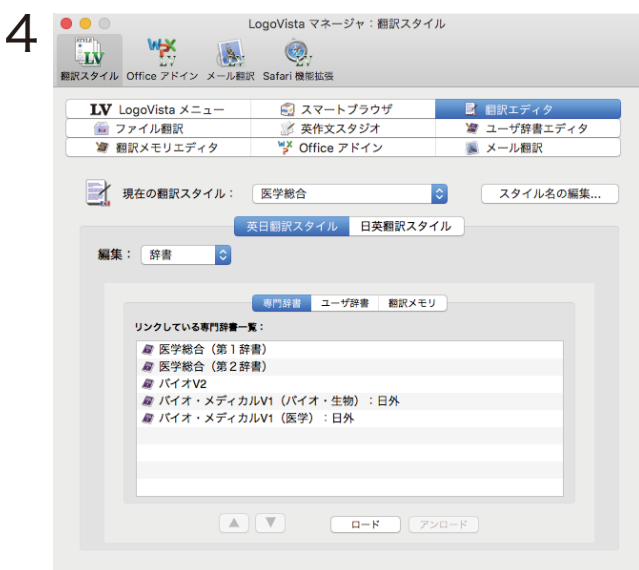 4
LogoVista マネージャ：翻訳スタイル
翻訳スタイル Office アドイン メール翻訳 Safari 機能拡張
LV LogoVista メニュー スマートブラウザ 翻訳エディタ
ファイル翻訳 英作文スタジオ ユーザ辞書エディタ
翻訳メモリエディタ Office アドイン メール翻訳
現在の翻訳スタイル： 医学総合 スタイル名の編集...
英日翻訳スタイル 日英翻訳スタイル
編集： 辞書
専門辞書 ユーザ辞書 翻訳メモリ
リンクしている専門辞書一覧：
医学総合（第１辞書）
医学総合（第２辞書）
バイオV2
バイオ・メディカルV1（バイオ・生物）：日外
バイオ・メディカルV1（医学）：日外
ロード アンロード